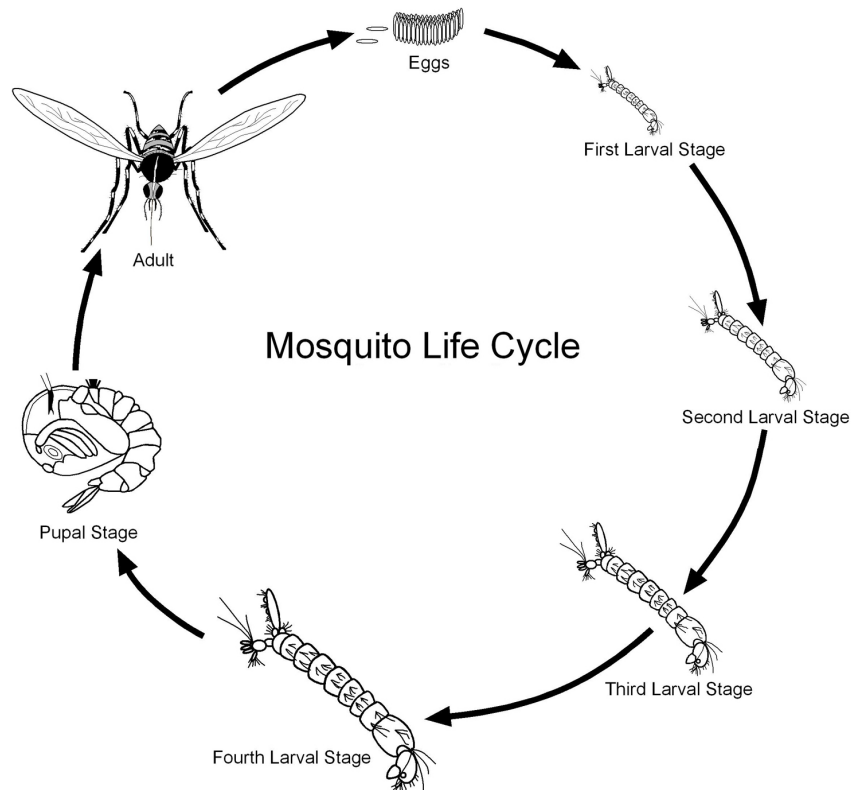 Eggs
First Larval Stage
Adult
Mosquito Life Cycle
Second Larval Stage
Pupal Stage
Third Larval Stage
Fourth Larval Stage